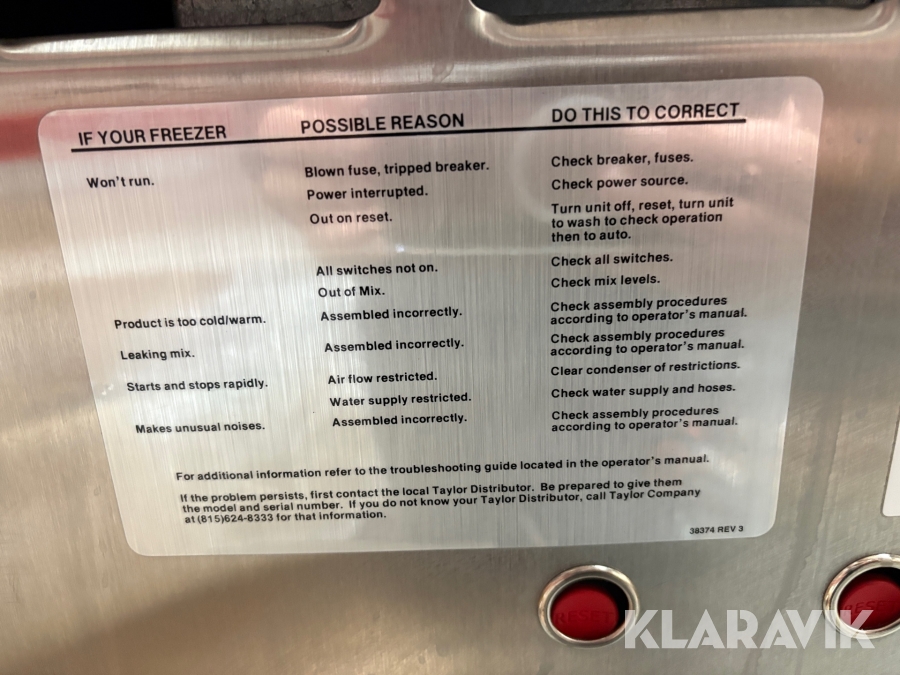 IF YOUR FREEZER POSSIBLE REASON DO THIS TO CORRECT
Won't run. Blown fuse, tripped breaker. Check breaker, fuses.
Power interrupted. Check power source.
Out on reset. Turn unit off, reset, turn unit
to wash to check operation
then to auto.
All switches not on. Check all switches.
Out of Mix. Check mix levels.
Product is too cold/warm. Assembled incorrectly. Check assembly procedures
according to operator's manual.
Leaking mix. Assembled incorrectly. Check assembly procedures
according to operator's manual.
Starts and stops rapidly. Air flow restricted. Clear condenser of restrictions.
Water supply restricted. Check water supply and hoses.
Makes unusual noises. Assembled incorrectly. Check assembly procedures
according to operator's manual.
For additional information refer to the troubleshooting guide located in the operator's manual.
If the problem persists, first contact the local Taylor Distributor. Be prepared to give them
the model and serial number. If you do not know your Taylor Distributor, call Taylor Company
at (815)624-8333 for that information.
38374 REV 3
RESET RESET
KLARAVIK